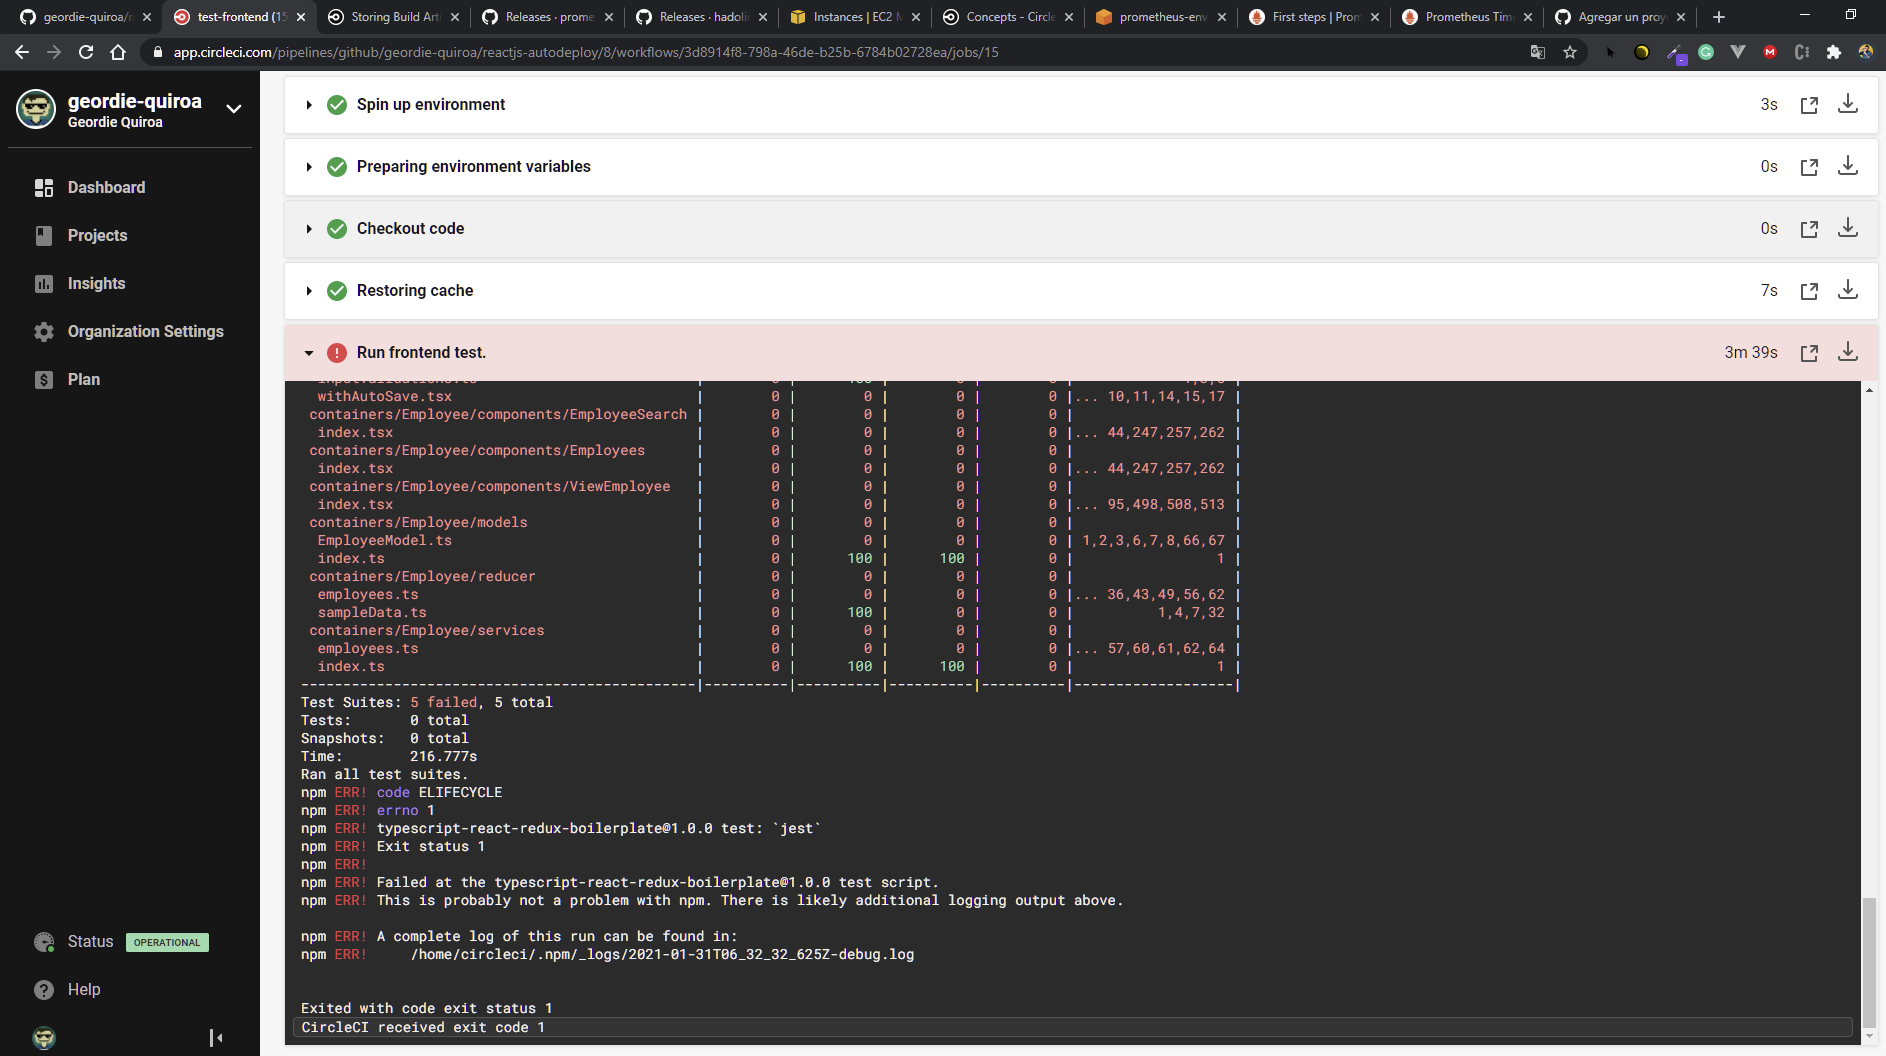 geordie-quiroa/r
test-frontend (15
Storing Build Arti
Releases · prome
Releases · hadoli
Instances | EC2 M
Concepts - Circle
prometheus-env
First steps | Prom
Prometheus Time
Agregar un proy
app.circleci.com/pipelines/github/geordie-quiroa/reactjs-autodeploy/8/workflows/3d8914f8-798a-46de-b25b-6784b02728ea/jobs/15
geordie-quiroa
Geordie Quiroa
Dashboard
Projects
Insights
Organization Settings
Plan
Status OPERATIONAL
Help
Spin up environment 3s
Preparing environment variables 0s
Checkout code 0s
Restoring cache 7s
Run frontend test. 3m 39s
withAutoSave.tsx | 0 | 0 | 0 | 0 |... 10,11,14,15,17 |
containers/Employee/components/EmployeeSearch | 0 | 0 | 0 | 0 | |
index.tsx | 0 | 0 | 0 | 0 |... 44,247,257,262 |
containers/Employee/components/Employees | 0 | 0 | 0 | 0 | |
index.tsx | 0 | 0 | 0 | 0 |... 44,247,257,262 |
containers/Employee/components/ViewEmployee | 0 | 0 | 0 | 0 | |
index.tsx | 0 | 0 | 0 | 0 |... 95,498,508,513 |
containers/Employee/models | 0 | 0 | 0 | 0 | |
EmployeeModel.ts | 0 | 0 | 0 | 0 | 1,2,3,6,7,8,66,67 |
index.ts | 0 | 100 | 100 | 0 | 1 |
containers/Employee/reducer | 0 | 0 | 0 | 0 | |
employees.ts | 0 | 0 | 0 | 0 |... 36,43,49,56,62 |
sampleData.ts | 0 | 100 | 0 | 0 | 1,4,7,32 |
containers/Employee/services | 0 | 0 | 0 | 0 | |
employees.ts | 0 | 0 | 0 | 0 |... 57,60,61,62,64 |
index.ts | 0 | 100 | 100 | 0 | 1 |
-----------------------------------------------|----------|----------|----------|----------|-------------------|
Test Suites: 5 failed, 5 total
Tests: 0 total
Snapshots: 0 total
Time: 216.777s
Ran all test suites.
npm ERR! code ELIFECYCLE
npm ERR! errno 1
npm ERR! typescript-react-redux-boilerplate@1.0.0 test: `jest`
npm ERR! Exit status 1
npm ERR!
npm ERR! Failed at the typescript-react-redux-boilerplate@1.0.0 test script.
npm ERR! This is probably not a problem with npm. There is likely additional logging output above.
npm ERR! A complete log of this run can be found in:
npm ERR! /home/circleci/.npm/_logs/2021-01-31T06_32_32_625Z-debug.log
Exited with code exit status 1
CircleCI received exit code 1